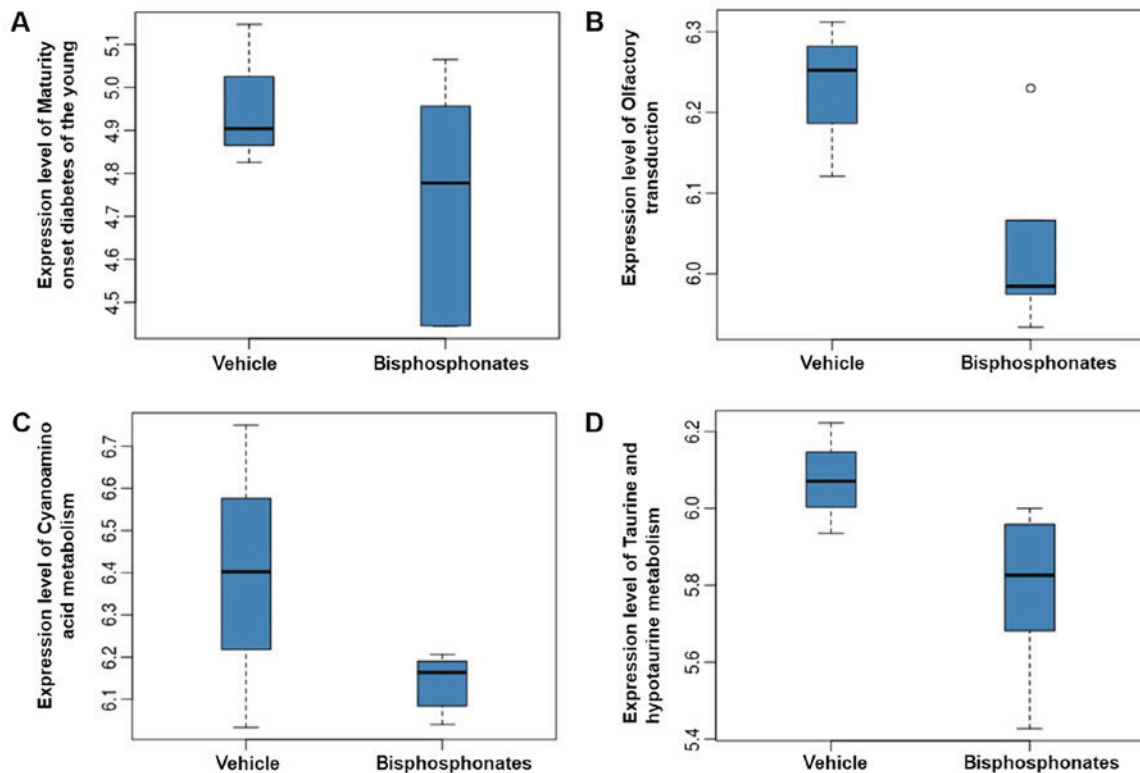 A
Expression level of Maturity
onset diabetes of the young
5.1
5.0
4.9
4.8
4.7
4.6
4.5
Vehicle
Bisphosphonates
B
Expression level of Olfactory
transduction
6.3
6.2
6.1
6.0
Vehicle
Bisphosphonates
C
Expression level of Cyanoamino
acid metabolism
6.7
6.6
6.5
6.4
6.3
6.2
6.1
Vehicle
Bisphosphonates
D
Expression level of Taurine and
hypotaurine metabolism
6.2
6.0
5.8
5.6
5.4
Vehicle
Bisphosphonates